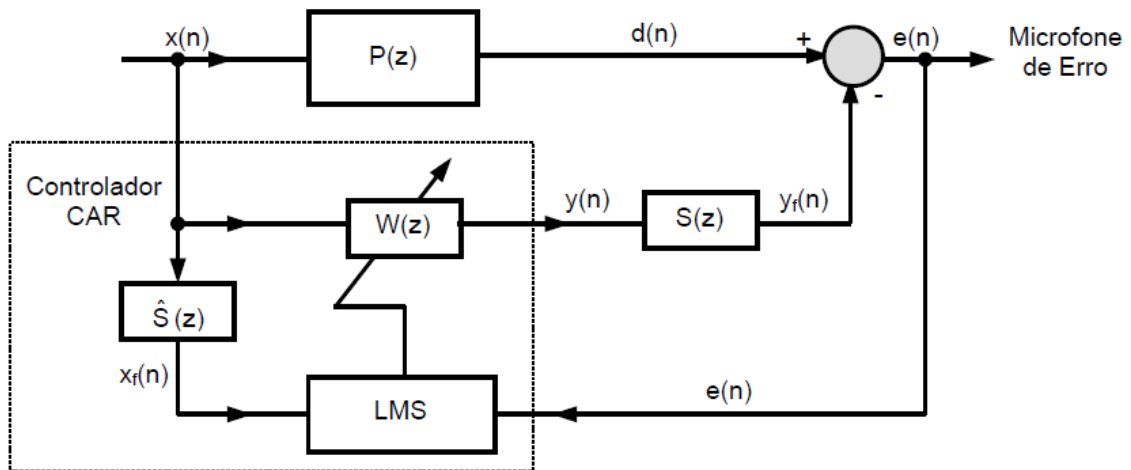 x(n)
P(z)
d(n)
+
e(n)
Microfone
de Erro
-
Controlador
CAR
W(z)
y(n)
S(z)
y_f(n)
Ŝ (z)
x_f(n)
LMS
e(n)